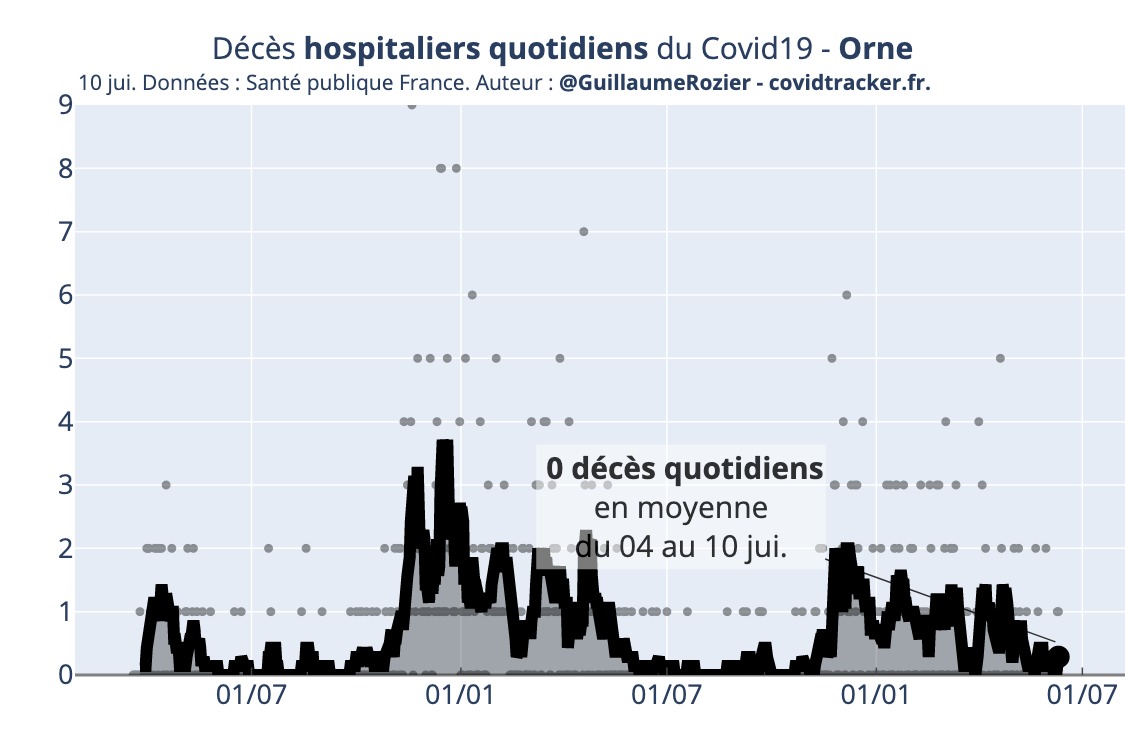 Décès hospitaliers quotidiens du Covid19 - Orne
10 jui. Données : Santé publique France. Auteur : @GuillaumeRozier - covidtracker.fr.
9
8
7
6
5
4
3
2
1
0
0 décès quotidiens
en moyenne
du 04 au 10 jui.
01/07 01/01 01/07 01/01 01/07